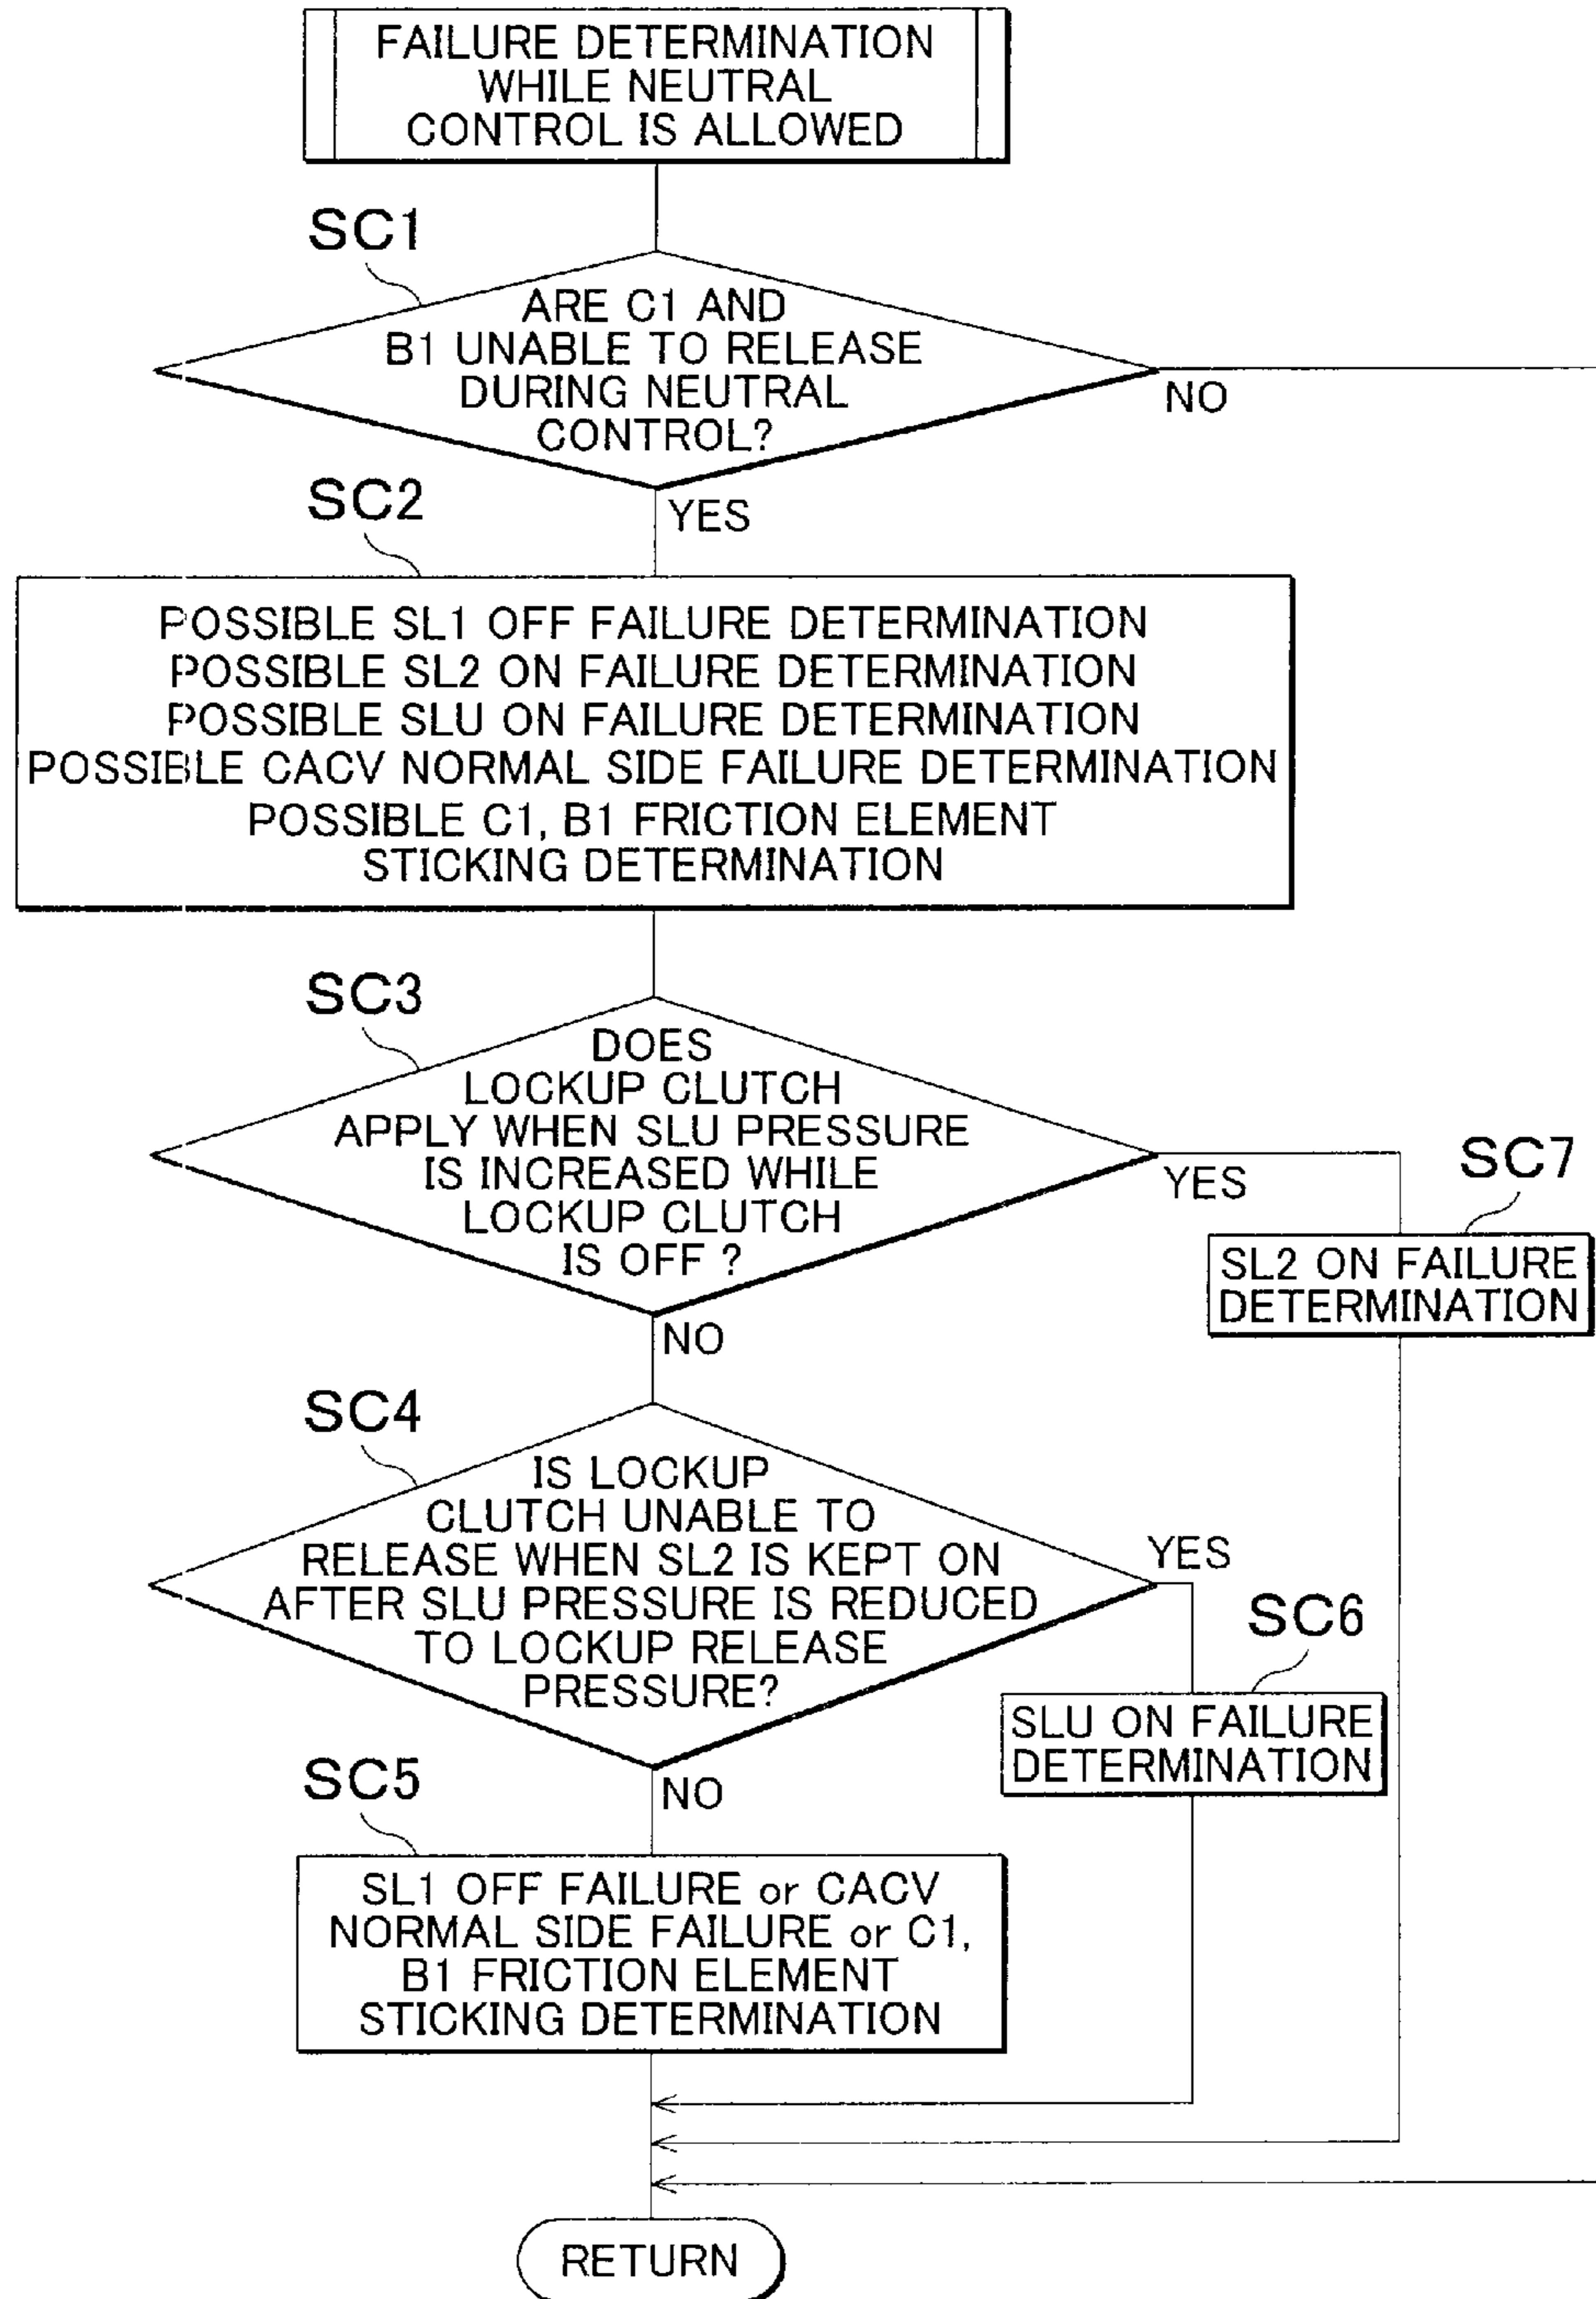 FAILURE DETERMINATION
WHILE NEUTRAL
CONTROL IS ALLOWED
SC1
ARE C1 AND
B1 UNABLE TO RELEASE
DURING NEUTRAL
CONTROL?
NO
YES
SC2
POSSIBLE SL1 OFF FAILURE DETERMINATION
POSSIBLE SL2 ON FAILURE DETERMINATION
POSSIBLE SLU ON FAILURE DETERMINATION
POSSIBLE CACV NORMAL SIDE FAILURE DETERMINATION
POSSIBLE C1, B1 FRICTION ELEMENT
STICKING DETERMINATION
SC3
DOES
LOCKUP CLUTCH
APPLY WHEN SLU PRESSURE
IS INCREASED WHILE
LOCKUP CLUTCH
IS OFF ?
YES
NO
SC7
SL2 ON FAILURE
DETERMINATION
SC4
IS LOCKUP
CLUTCH UNABLE TO
RELEASE WHEN SL2 IS KEPT ON
AFTER SLU PRESSURE IS REDUCED
TO LOCKUP RELEASE
PRESSURE?
YES
NO
SC6
SLU ON FAILURE
DETERMINATION
SC5
SL1 OFF FAILURE or CACV
NORMAL SIDE FAILURE or C1,
B1 FRICTION ELEMENT
STICKING DETERMINATION
RETURN